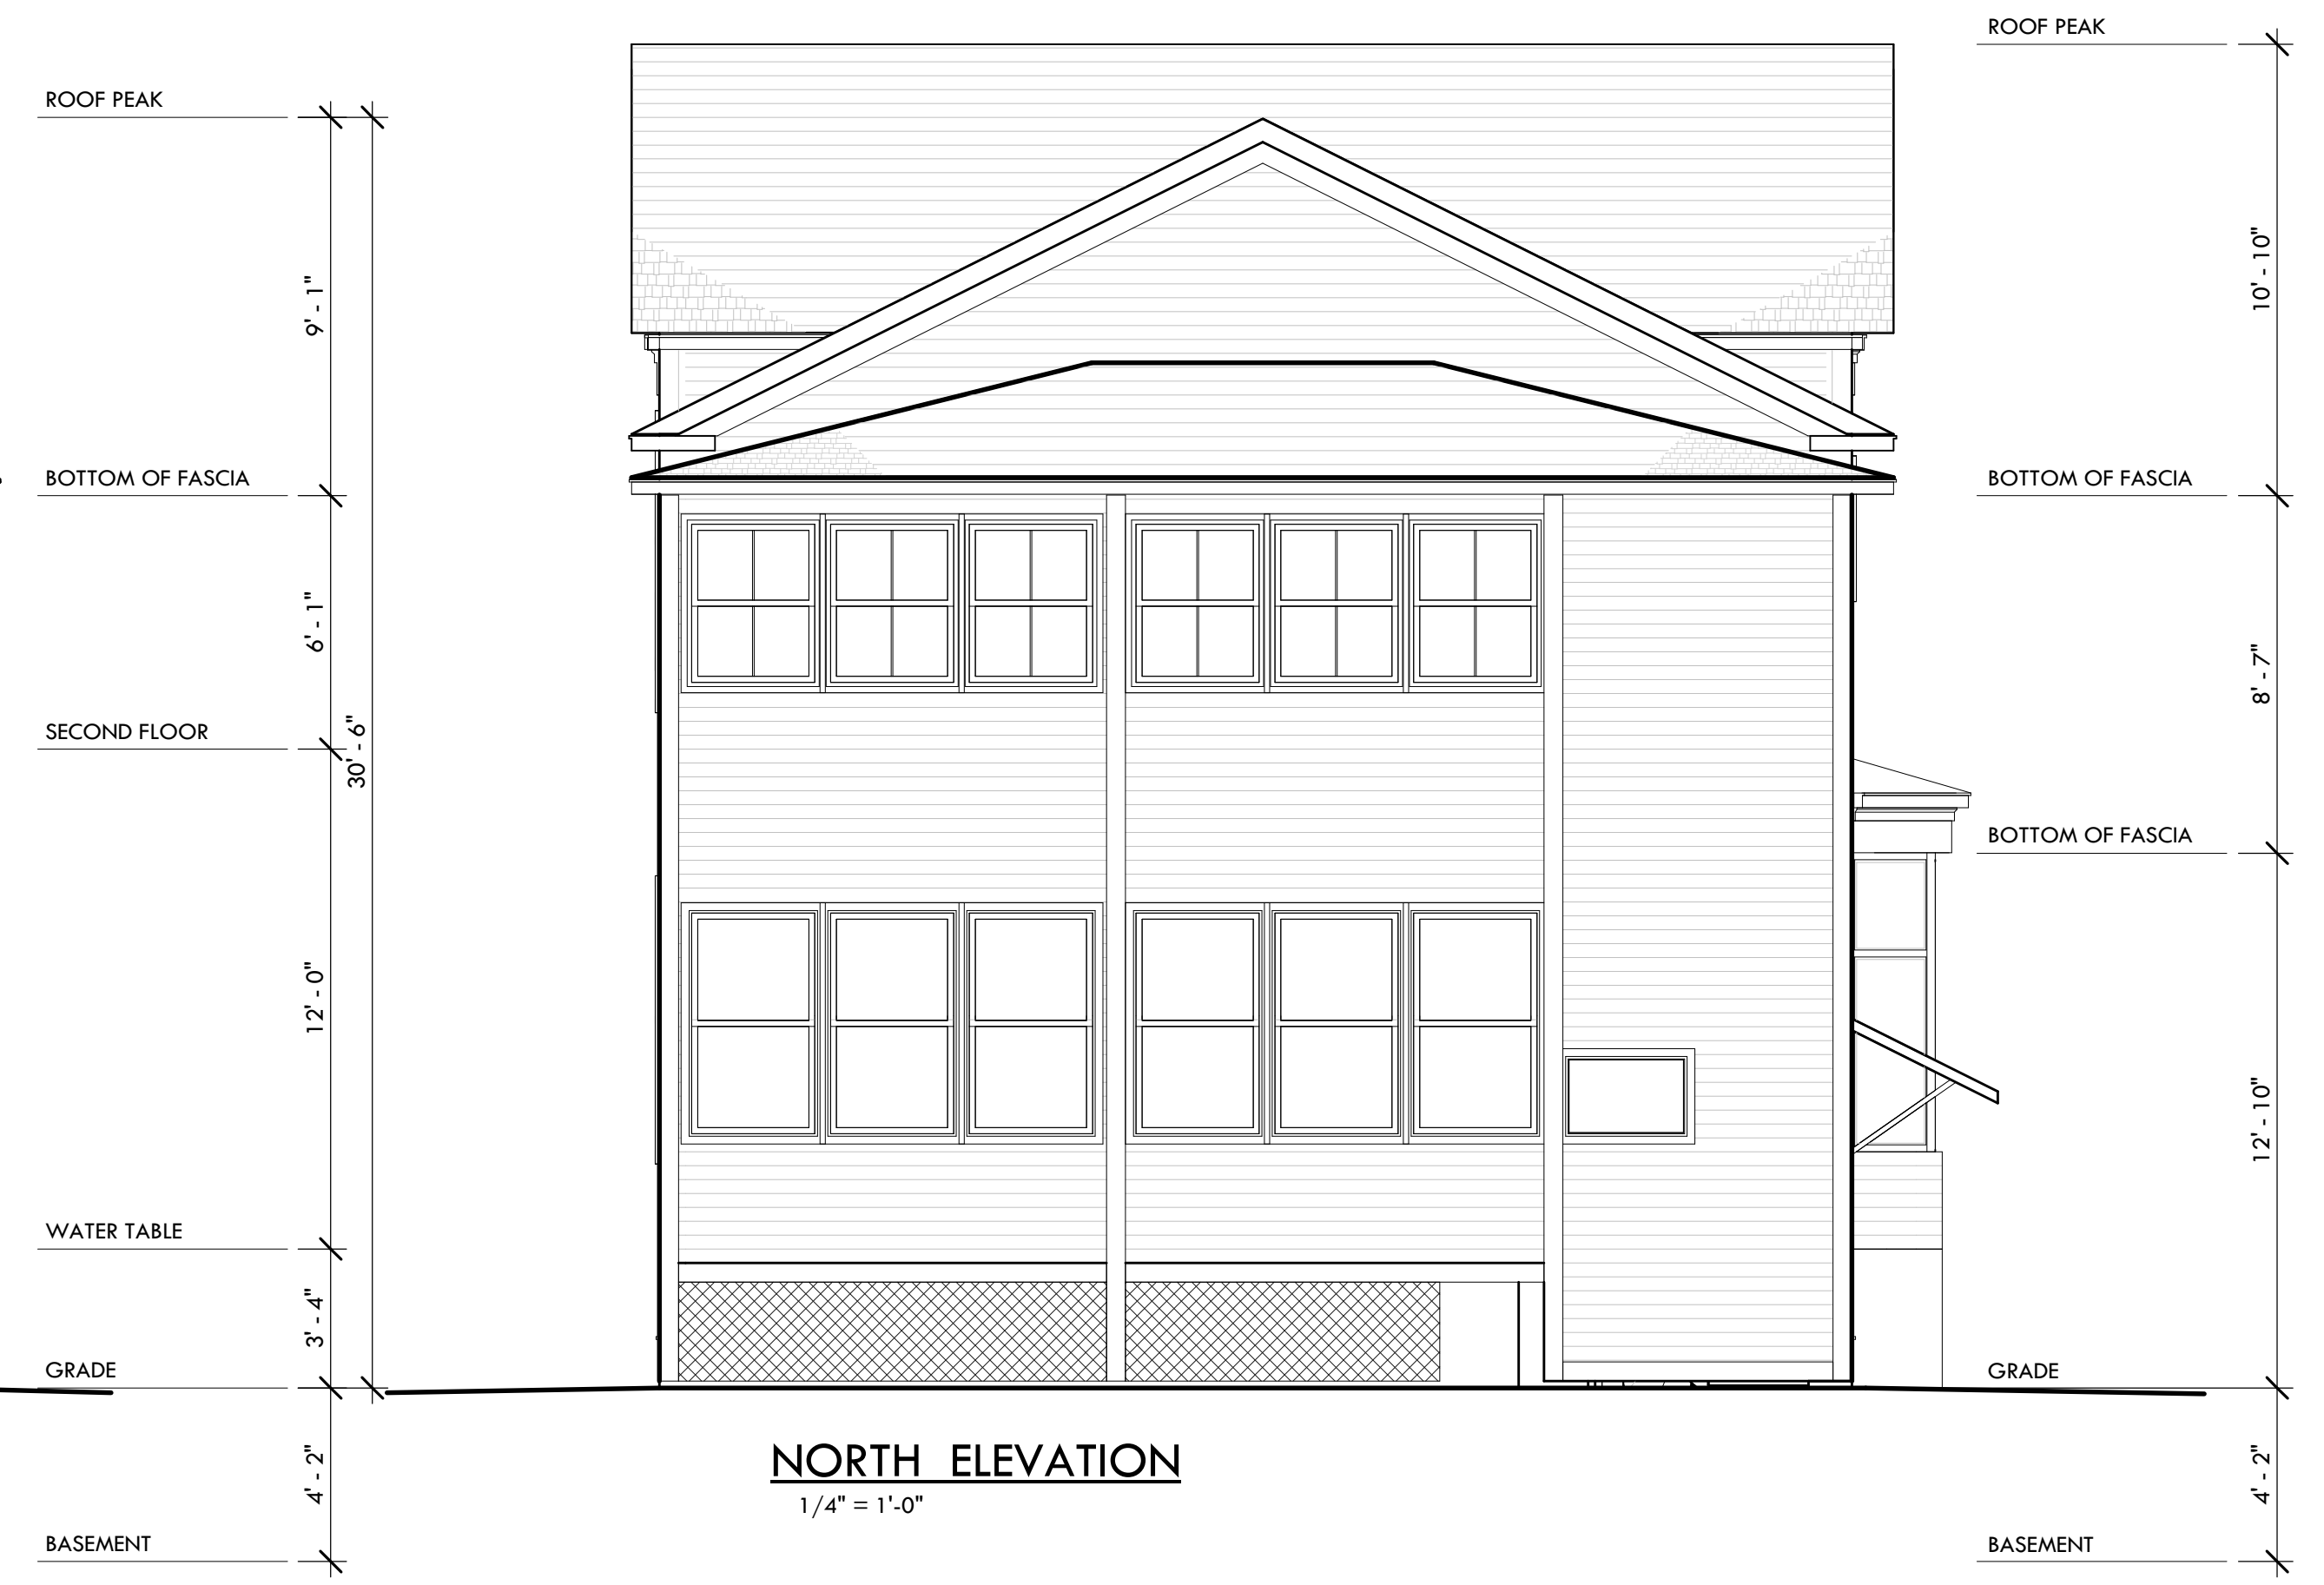 ROOF PEAK
9' - 1"
BOTTOM OF FASCIA
6' - 1"
SECOND FLOOR
30' - 6"
12' - 0"
WATER TABLE
3' - 4"
GRADE
4' - 2"
BASEMENT
NORTH ELEVATION
1/4" = 1'-0"
ROOF PEAK
10' - 10"
BOTTOM OF FASCIA
8' - 7"
BOTTOM OF FASCIA
12' - 10"
GRADE
4' - 2"
BASEMENT